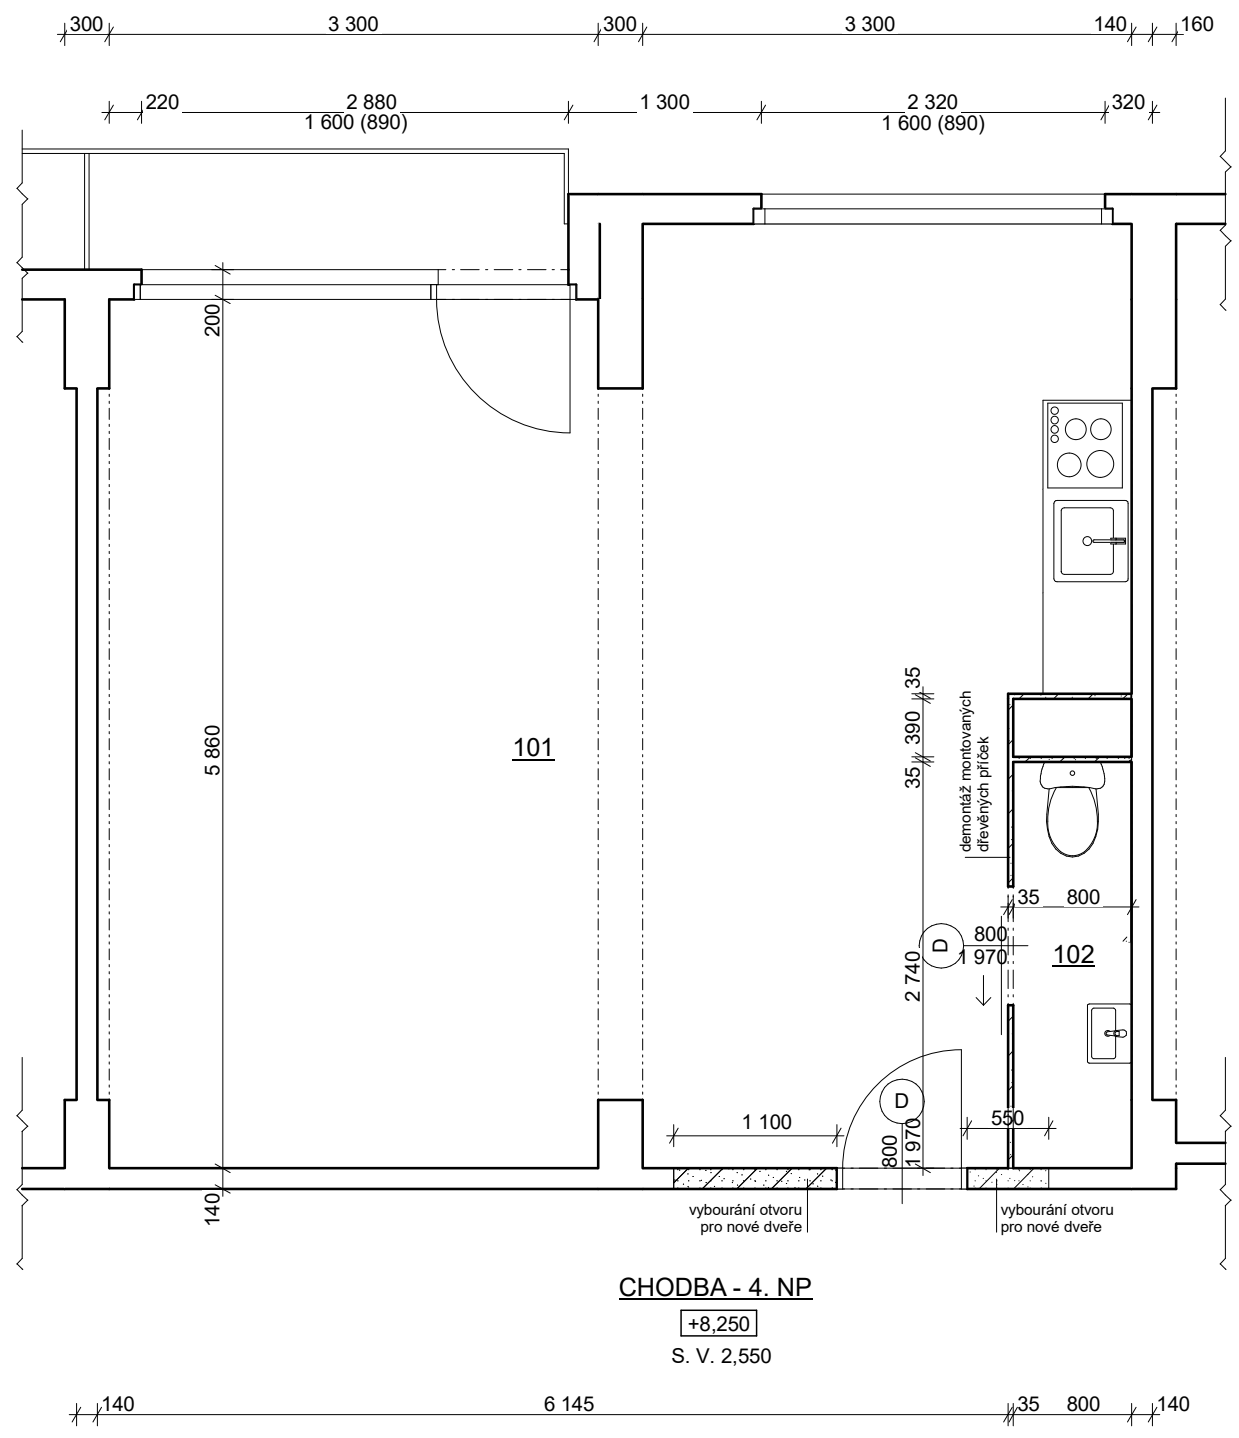 300
3 300
300
3 300
140
160
220
2 880
1 600 (890)
1 300
2 320
1 600 (890)
320
200
5 860
101
35
390
35
demontáž montovaných
dřevěných příček
35
800
D
800
1 970
102
2 740
1 100
D
800
1 970
550
140
vybourání otvoru
pro nové dveře
vybourání otvoru
pro nové dveře
CHODBA - 4. NP
+8,250
S. V. 2,550
140
6 145
35
800
140